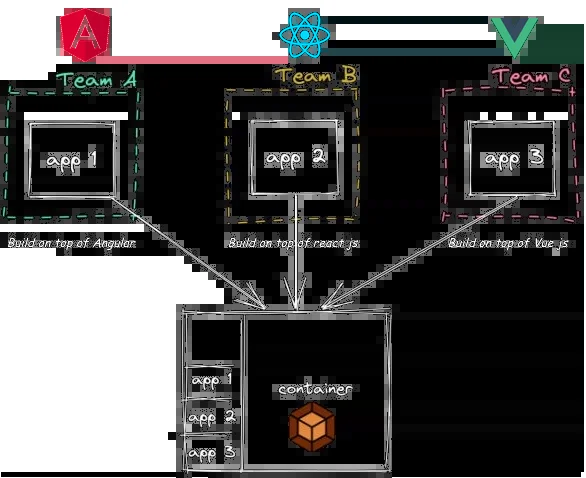 Team A
Team B
Team C
app 1
app 2
app 3
Build on top of Angular
Build on top of react js
Build on top of Vue js
container
app 1
app 2
app 3